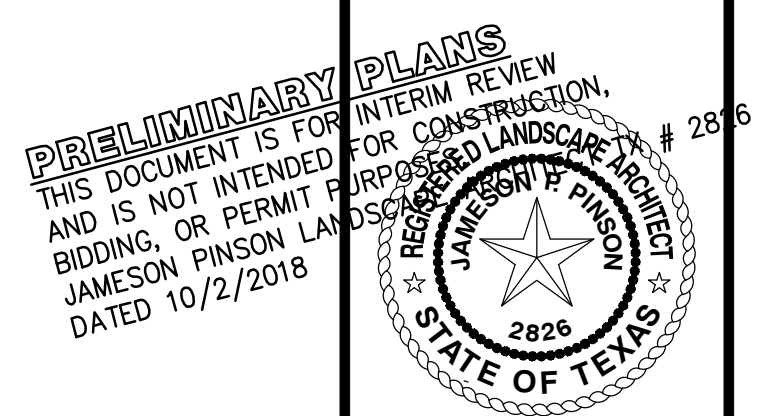 PRELIMINARY PLANS
THIS DOCUMENT IS FOR INTERIM REVIEW
AND IS NOT INTENDED FOR CONSTRUCTION,
BIDDING, OR PERMIT PURPOSES.
JAMESON PINSON LANDSCAPE ARCHITECT TX # 2826
DATED 10/2/2018
REGISTERED LANDSCAPE ARCHITECT
JAMESON P. PINSON
2826
STATE OF TEXAS